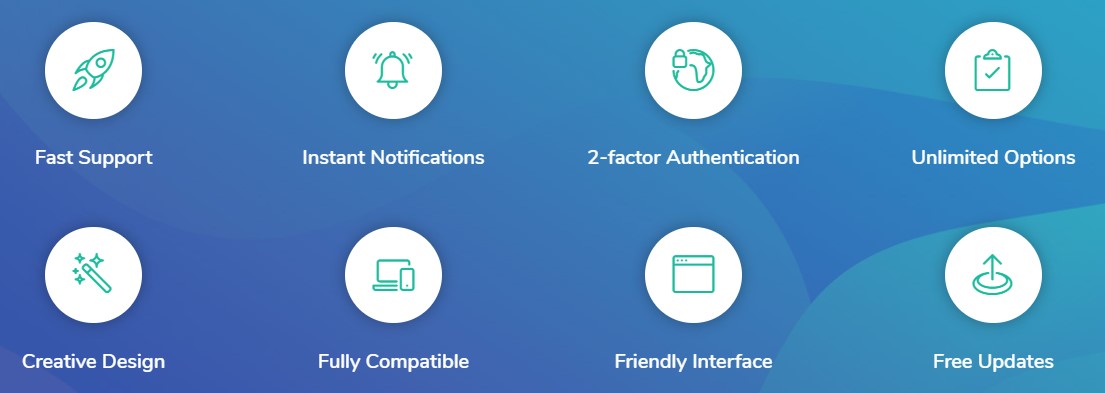 Fast Support
Instant Notifications
2-factor Authentication
Unlimited Options
Creative Design
Fully Compatible
Friendly Interface
Free Updates